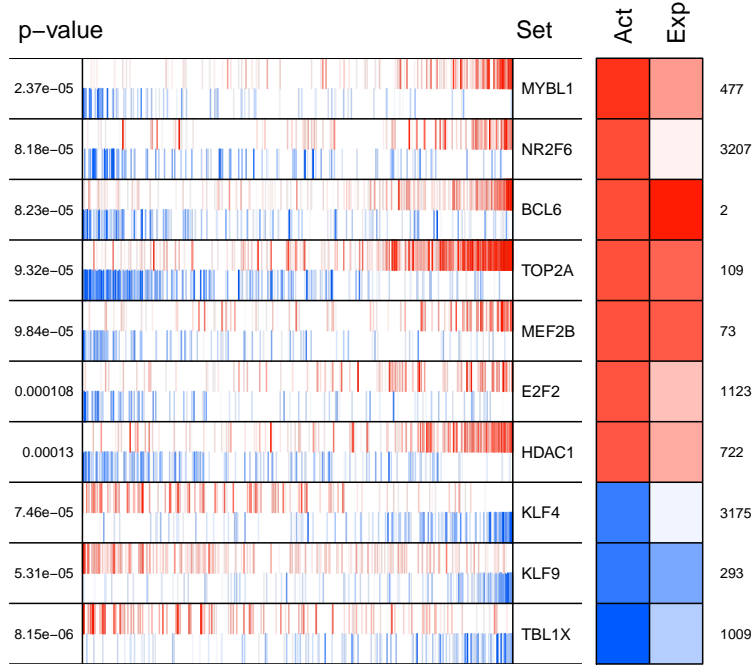 p−value Set Act Exp
2.37e−05 MYBL1 477
8.18e−05 NR2F6 3207
8.23e−05 BCL6 2
9.32e−05 TOP2A 109
9.84e−05 MEF2B 73
0.000108 E2F2 1123
0.00013 HDAC1 722
7.46e−05 KLF4 3175
5.31e−05 KLF9 293
8.15e−06 TBL1X 1009